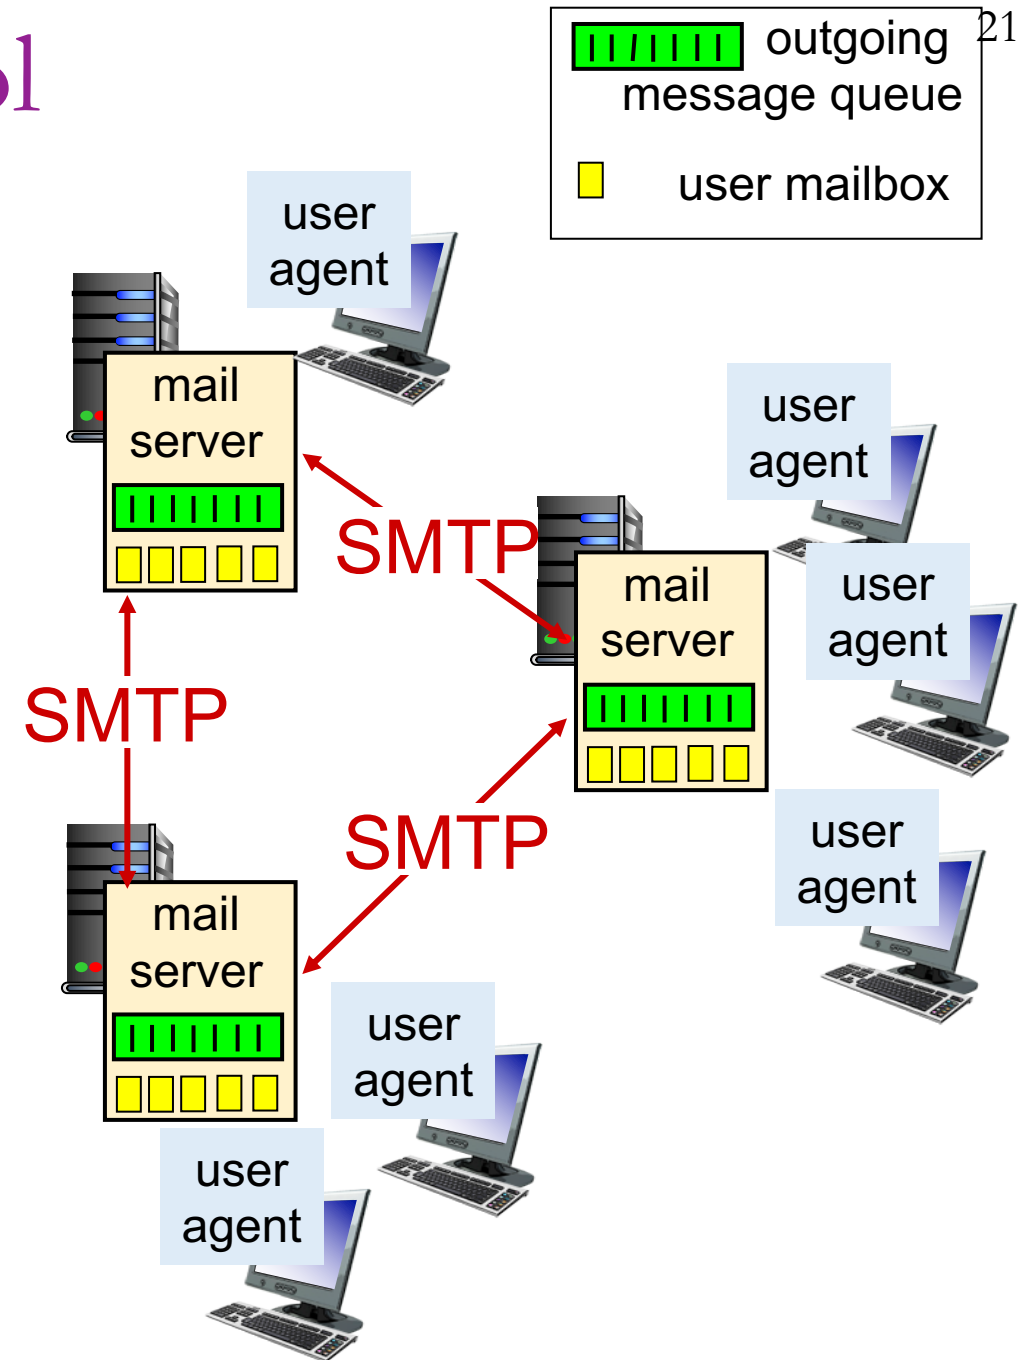 21
outgoing
message queue
user mailbox
user
agent
mail
server
user
agent
SMTP
mail
server
user
agent
SMTP
SMTP
user
agent
mail
server
user
agent
user
agent